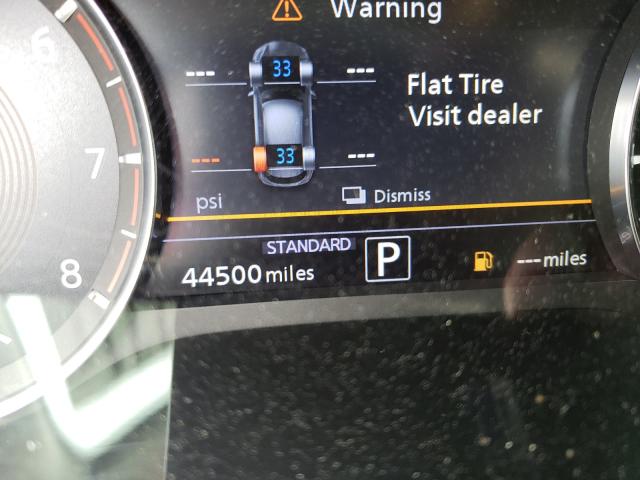 Warning
6
--- 33 ---
Flat Tire
Visit dealer
7
--- 33 ---
psi
Dismiss
STANDARD
8
44500 miles
P
--- miles